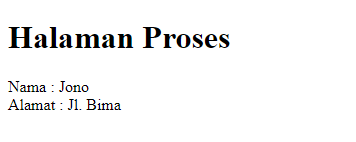 Halaman Proses
Nama : Jono
Alamat : Jl. Bima